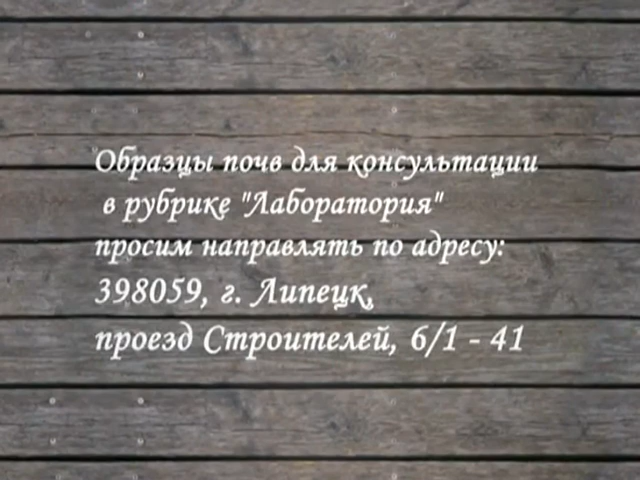 Образцы почв для консультации
в рубрике "Лаборатория"
просим направлять по адресу:
398059, г. Липецк,
проезд Строителей, 6/1 - 41